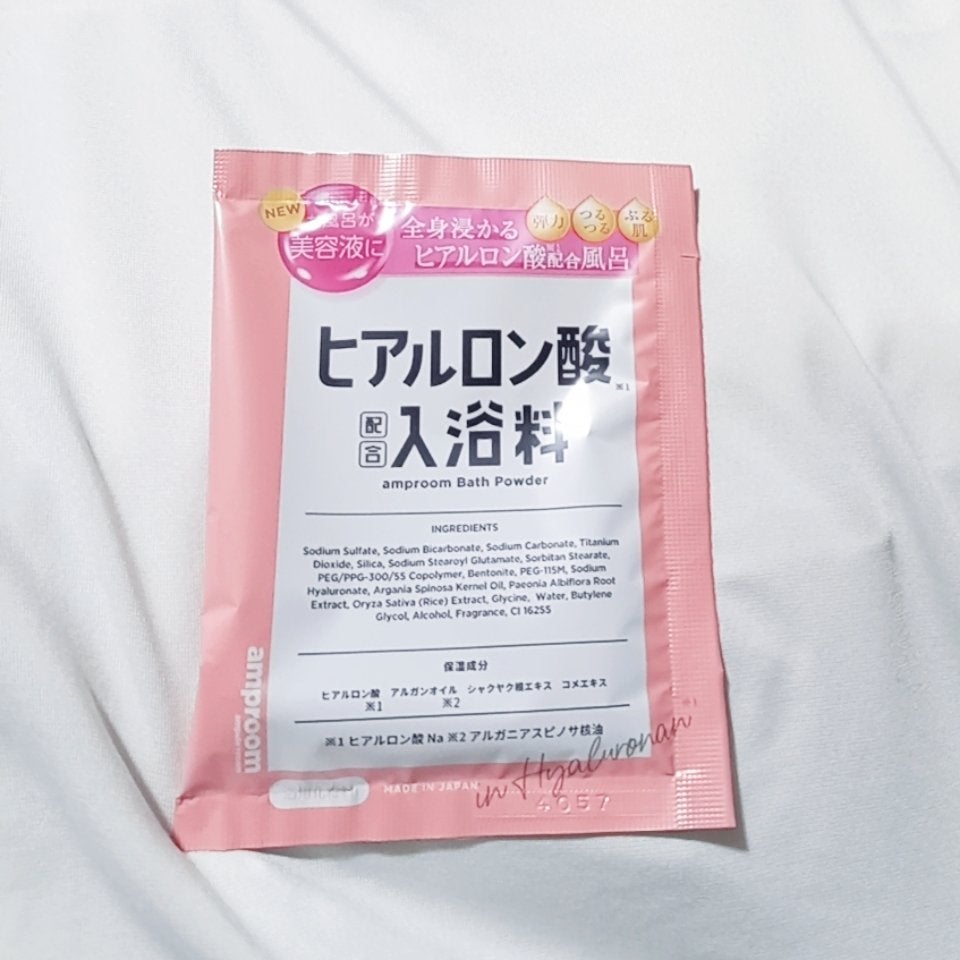 NEW
風呂が
美容液に
全身浸かる
ヒアルロン酸※1配合風呂
弾力
つる
つる
ぷる
肌
ヒアルロン酸※1
配合 入浴料
amproom Bath Powder
INGREDIENTS
Sodium Sulfate, Sodium Bicarbonate, Sodium Carbonate, Titanium
Dioxide, Silica, Sodium Stearoyl Glutamate, Sorbitan Stearate,
PEG/PPG-300/55 Copolymer, Bentonite, PEG-115M, Sodium
Hyaluronate, Argania Spinosa Kernel Oil, Paeonia Albiflora Root
Extract, Oryza Sativa (Rice) Extract, Glycine, Water, Butylene
Glycol, Alcohol, Fragrance, CI 16255
保湿成分
ヒアルロン酸 アルガンオイル シャクヤク根エキス コメエキス
※1 ※2
※1 ヒアルロン酸 Na ※2 アルガニアスピノサ核油
in Hyaluronan ※1
amproom
MADE IN JAPAN
4057